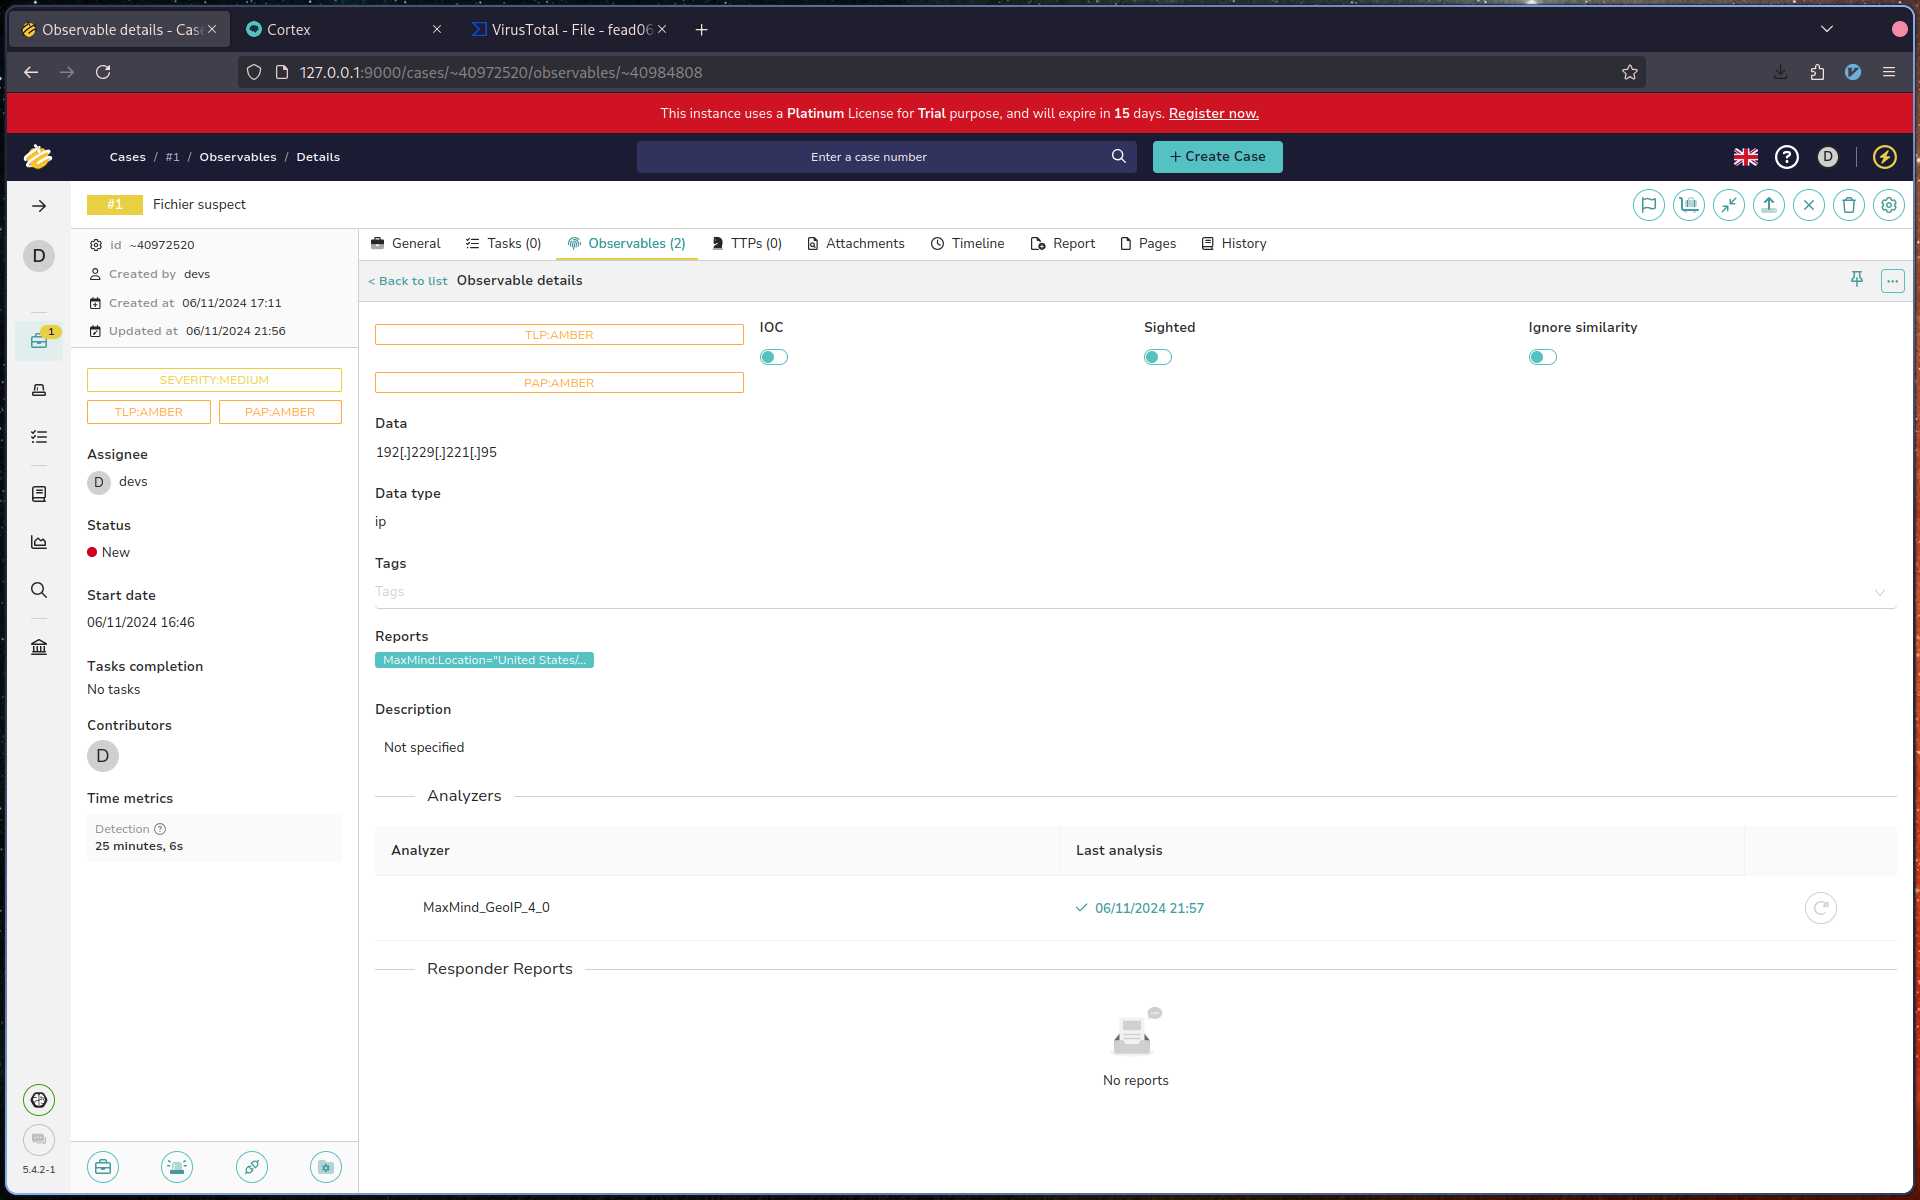 Observable details - Cas
Cortex
VirusTotal - File - fead06
127.0.0.1:9000/cases/~40972520/observables/~40984808
This instance uses a Platinum License for Trial purpose, and will expire in 15 days. Register now.
Cases / #1 / Observables / Details
Enter a case number
+ Create Case
D
#1 Fichier suspect
D
id ~40972520
Created by devs
Created at 06/11/2024 17:11
Updated at 06/11/2024 21:56
1
SEVERITY:MEDIUM
TLP:AMBER
PAP:AMBER
Assignee
D devs
Status
New
Start date
06/11/2024 16:46
Tasks completion
No tasks
Contributors
D
Time metrics
Detection
25 minutes, 6s
5.4.2-1
General
Tasks (0)
Observables (2)
TTPs (0)
Attachments
Timeline
Report
Pages
History
< Back to list Observable details
TLP:AMBER
PAP:AMBER
IOC
Sighted
Ignore similarity
Data
192[.]229[.]221[.]95
Data type
ip
Tags
Tags
Reports
MaxMind:Location="United States/...
Description
Not specified
Analyzers
Analyzer
Last analysis
MaxMind_GeoIP_4_0
06/11/2024 21:57
Responder Reports
No reports